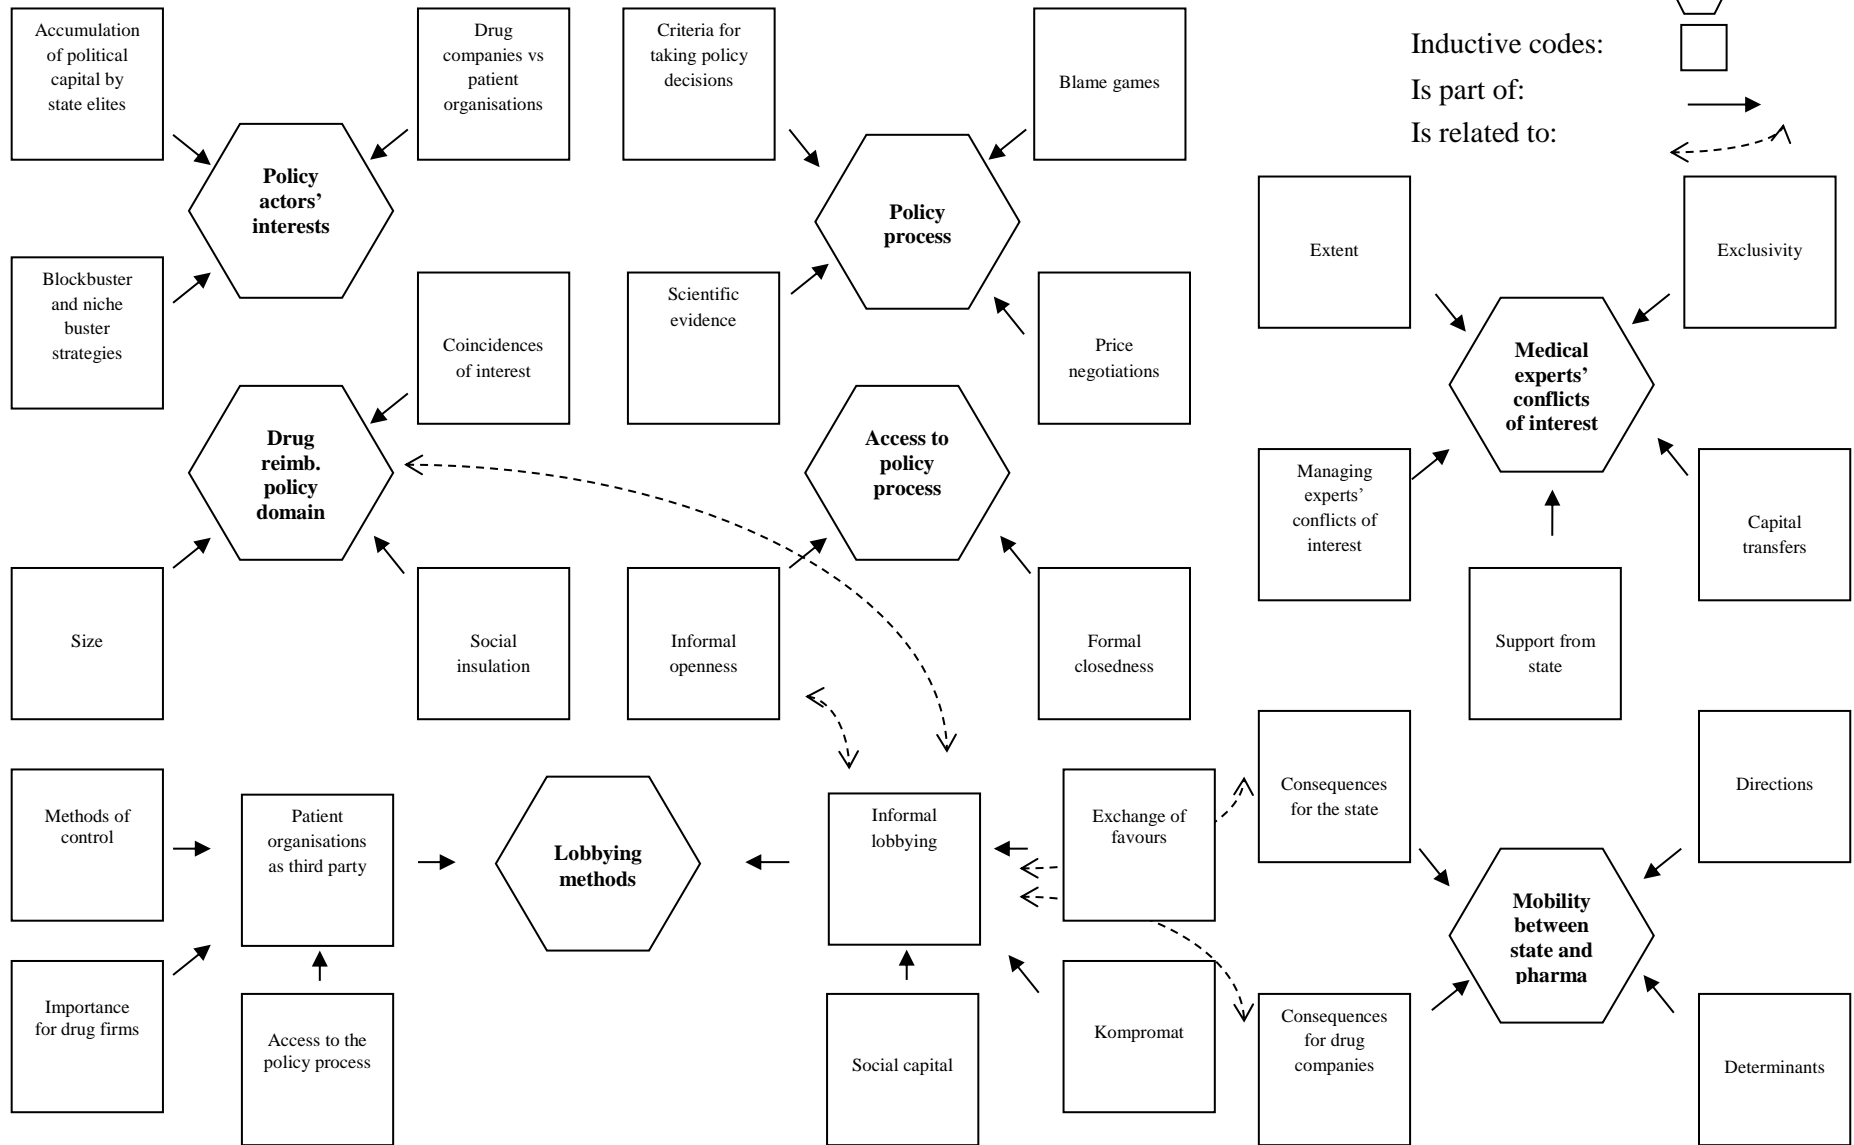 Accumulation
of political
capital by
state elites
Drug
companies vs
patient
organisations
Criteria for
taking policy
decisions
Blame games
Inductive codes:
Is part of:
Is related to:
Policy
actors’
interests
Policy
process
Extent
Exclusivity
Blockbuster
and niche
buster
strategies
Coincidences
of interest
Scientific
evidence
Price
negotiations
Medical
experts’
conflicts
of interest
Drug
reimb.
policy
domain
Access to
policy
process
Managing
experts’
conflicts of
interest
Capital
transfers
Size
Social
insulation
Informal
openness
Formal
closedness
Support from
state
Methods of
control
Patient
organisations
as third party
Lobbying
methods
Informal
lobbying
Exchange of
favours
Consequences
for the state
Directions
Mobility
between
state and
pharma
Importance
for drug firms
Access to the
policy process
Social capital
Kompromat
Consequences
for drug
companies
Determinants